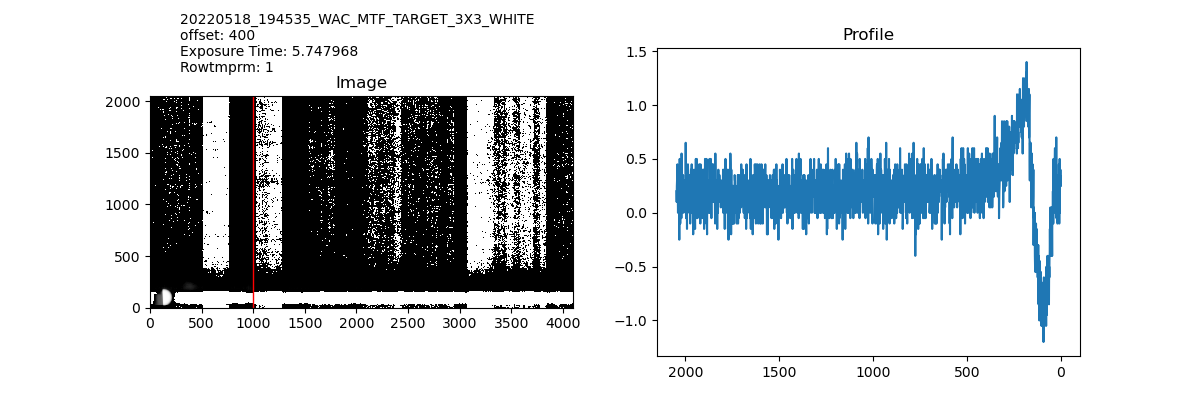 20220518_194535_WAC_MTF_TARGET_3X3_WHITE
offset: 400
Exposure Time: 5.747968
Rowtmprm: 1
Image
2000
1500
1000
500
0
0 500 1000 1500 2000 2500 3000 3500 4000
Profile
1.5
1.0
0.5
0.0
−0.5
−1.0
2000 1500 1000 500 0